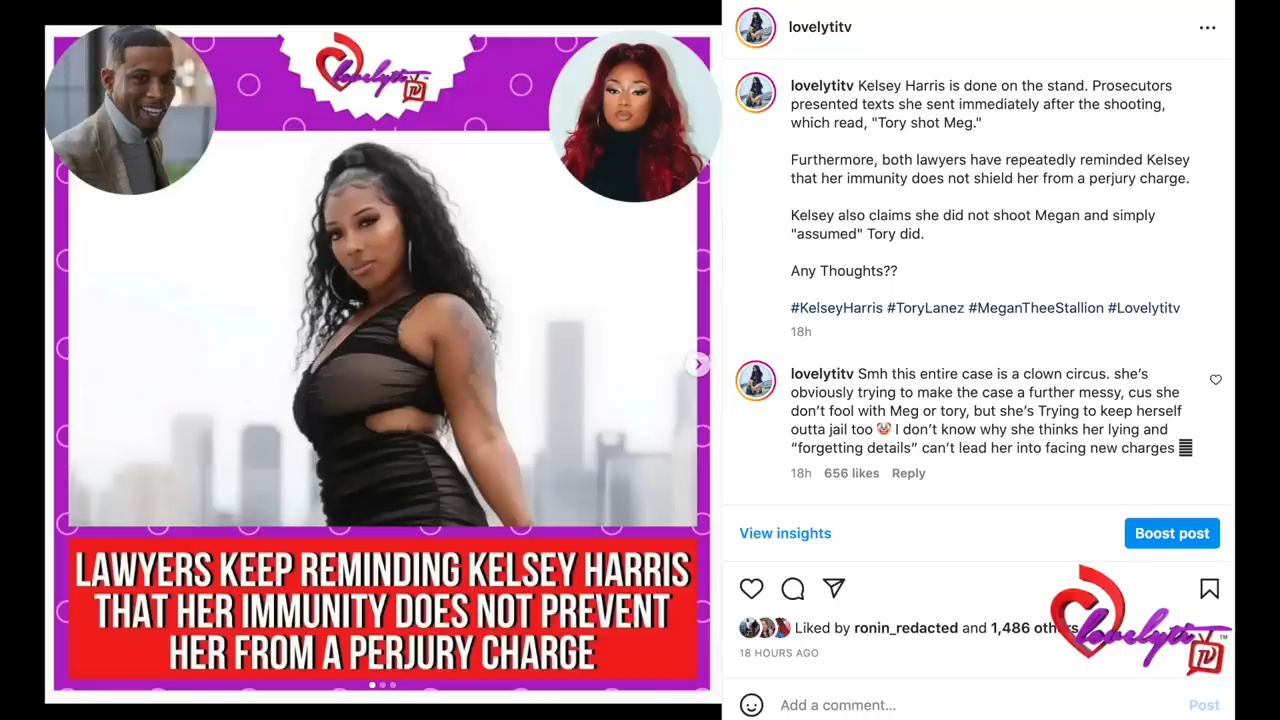 lovelytitv
lovelyti TV™
lovelytitv Kelsey Harris is done on the stand. Prosecutors
presented texts she sent immediately after the shooting,
which read, "Tory shot Meg."
Furthermore, both lawyers have repeatedly reminded Kelsey
that her immunity does not shield her from a perjury charge.
Kelsey also claims she did not shoot Megan and simply
"assumed" Tory did.
Any Thoughts??
#KelseyHarris #ToryLanez #MeganTheeStallion #Lovelytitv
18h
lovelytitv Smh this entire case is a clown circus. she's
obviously trying to make the case a further messy, cus she
don't fool with Meg or tory, but she's Trying to keep herself
outta jail too 🤡 I don't know why she thinks her lying and
“forgetting details” can't lead her into facing new charges
18h 656 likes Reply
View insights
Boost post
LAWYERS KEEP REMINDING KELSEY HARRIS
THAT HER IMMUNITY DOES NOT PREVENT
HER FROM A PERJURY CHARGE
Liked by ronin_redacted and 1,486 others
lovelyti TV™
18 HOURS AGO
Add a comment...
Post